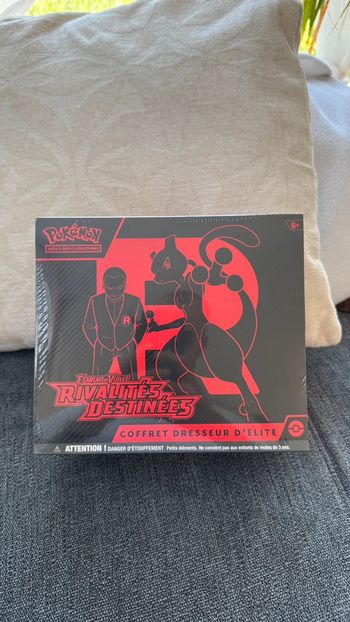 POKÉMON
6+
R
ÉCARLATE ET VIOLET
RIVALITÉS
DESTINÉES
COFFRET DRESSEUR D'ÉLITE
ATTENTION ! DANGER D'ÉTOUFFEMENT Petits éléments. Ne convient pas aux enfants de moins de 3 ans.